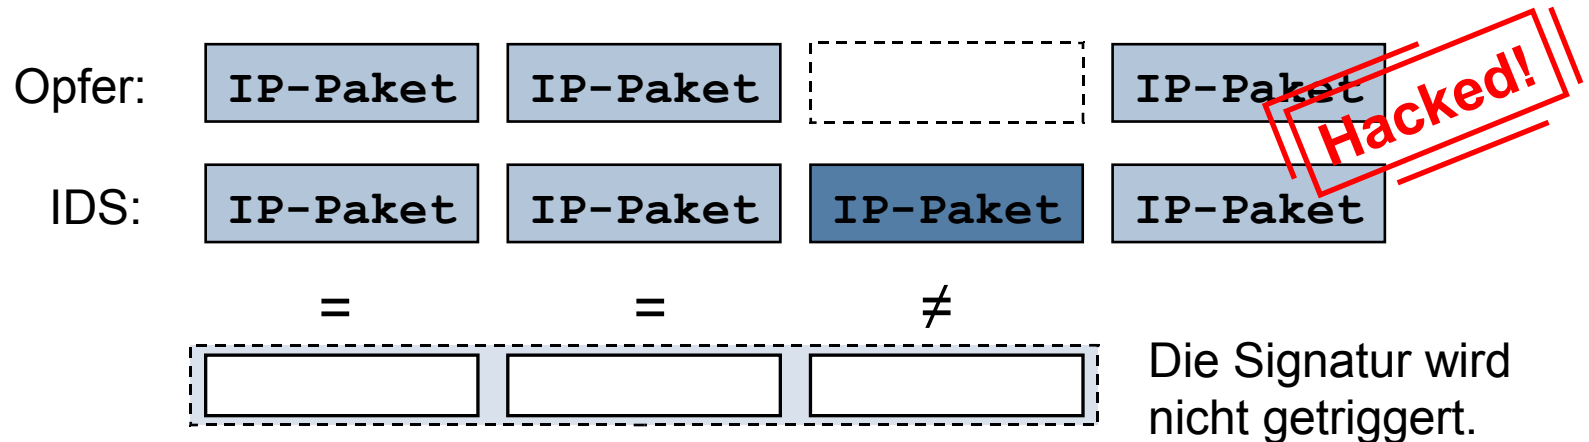 Opfer: IP-Paket IP-Paket IP-Paket
Hacked!
IDS: IP-Paket IP-Paket IP-Paket IP-Paket
= = ≠
Die Signatur wird
nicht getriggert.